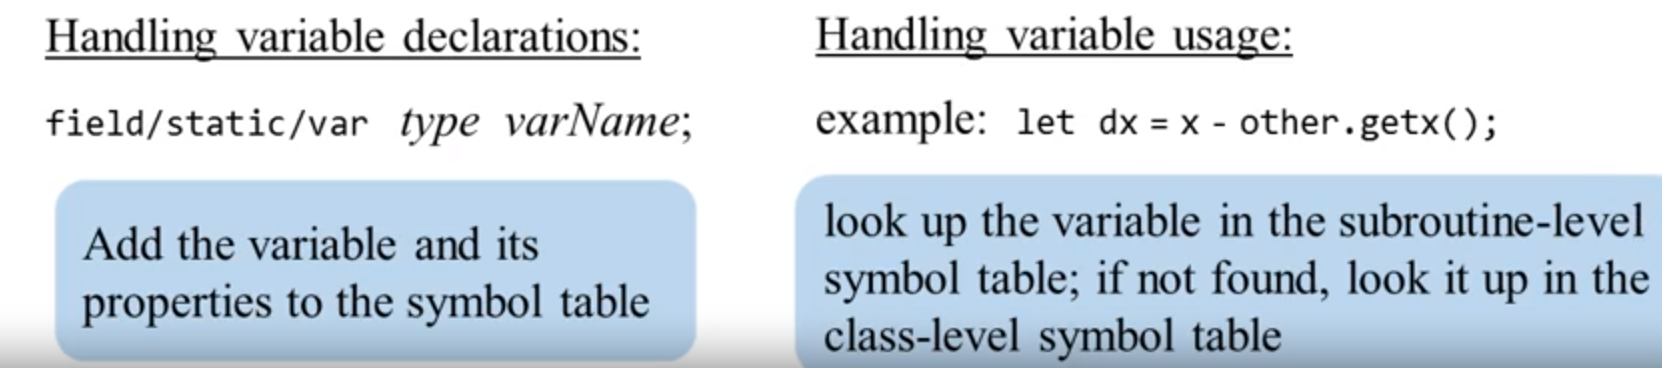 Handling variable declarations:
field/static/var type varName;
Add the variable and its
properties to the symbol table
Handling variable usage:
example: let dx = x - other.getx();
look up the variable in the subroutine-level
symbol table; if not found, look it up in the
class-level symbol table